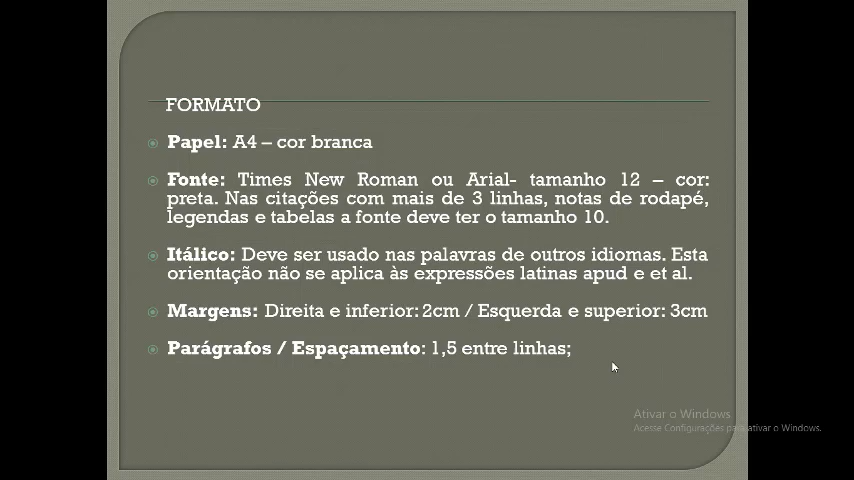 FORMATO
Papel: A4 – cor branca
Fonte: Times New Roman ou Arial- tamanho 12 – cor:
preta. Nas citações com mais de 3 linhas, notas de rodapé,
legendas e tabelas a fonte deve ter o tamanho 10.
Itálico: Deve ser usado nas palavras de outros idiomas. Esta
orientação não se aplica às expressões latinas apud e et al.
Margens: Direita e inferior: 2cm / Esquerda e superior: 3cm
Parágrafos / Espaçamento: 1,5 entre linhas;
Ativar o Windows
Acesse Configurações para ativar o Windows.